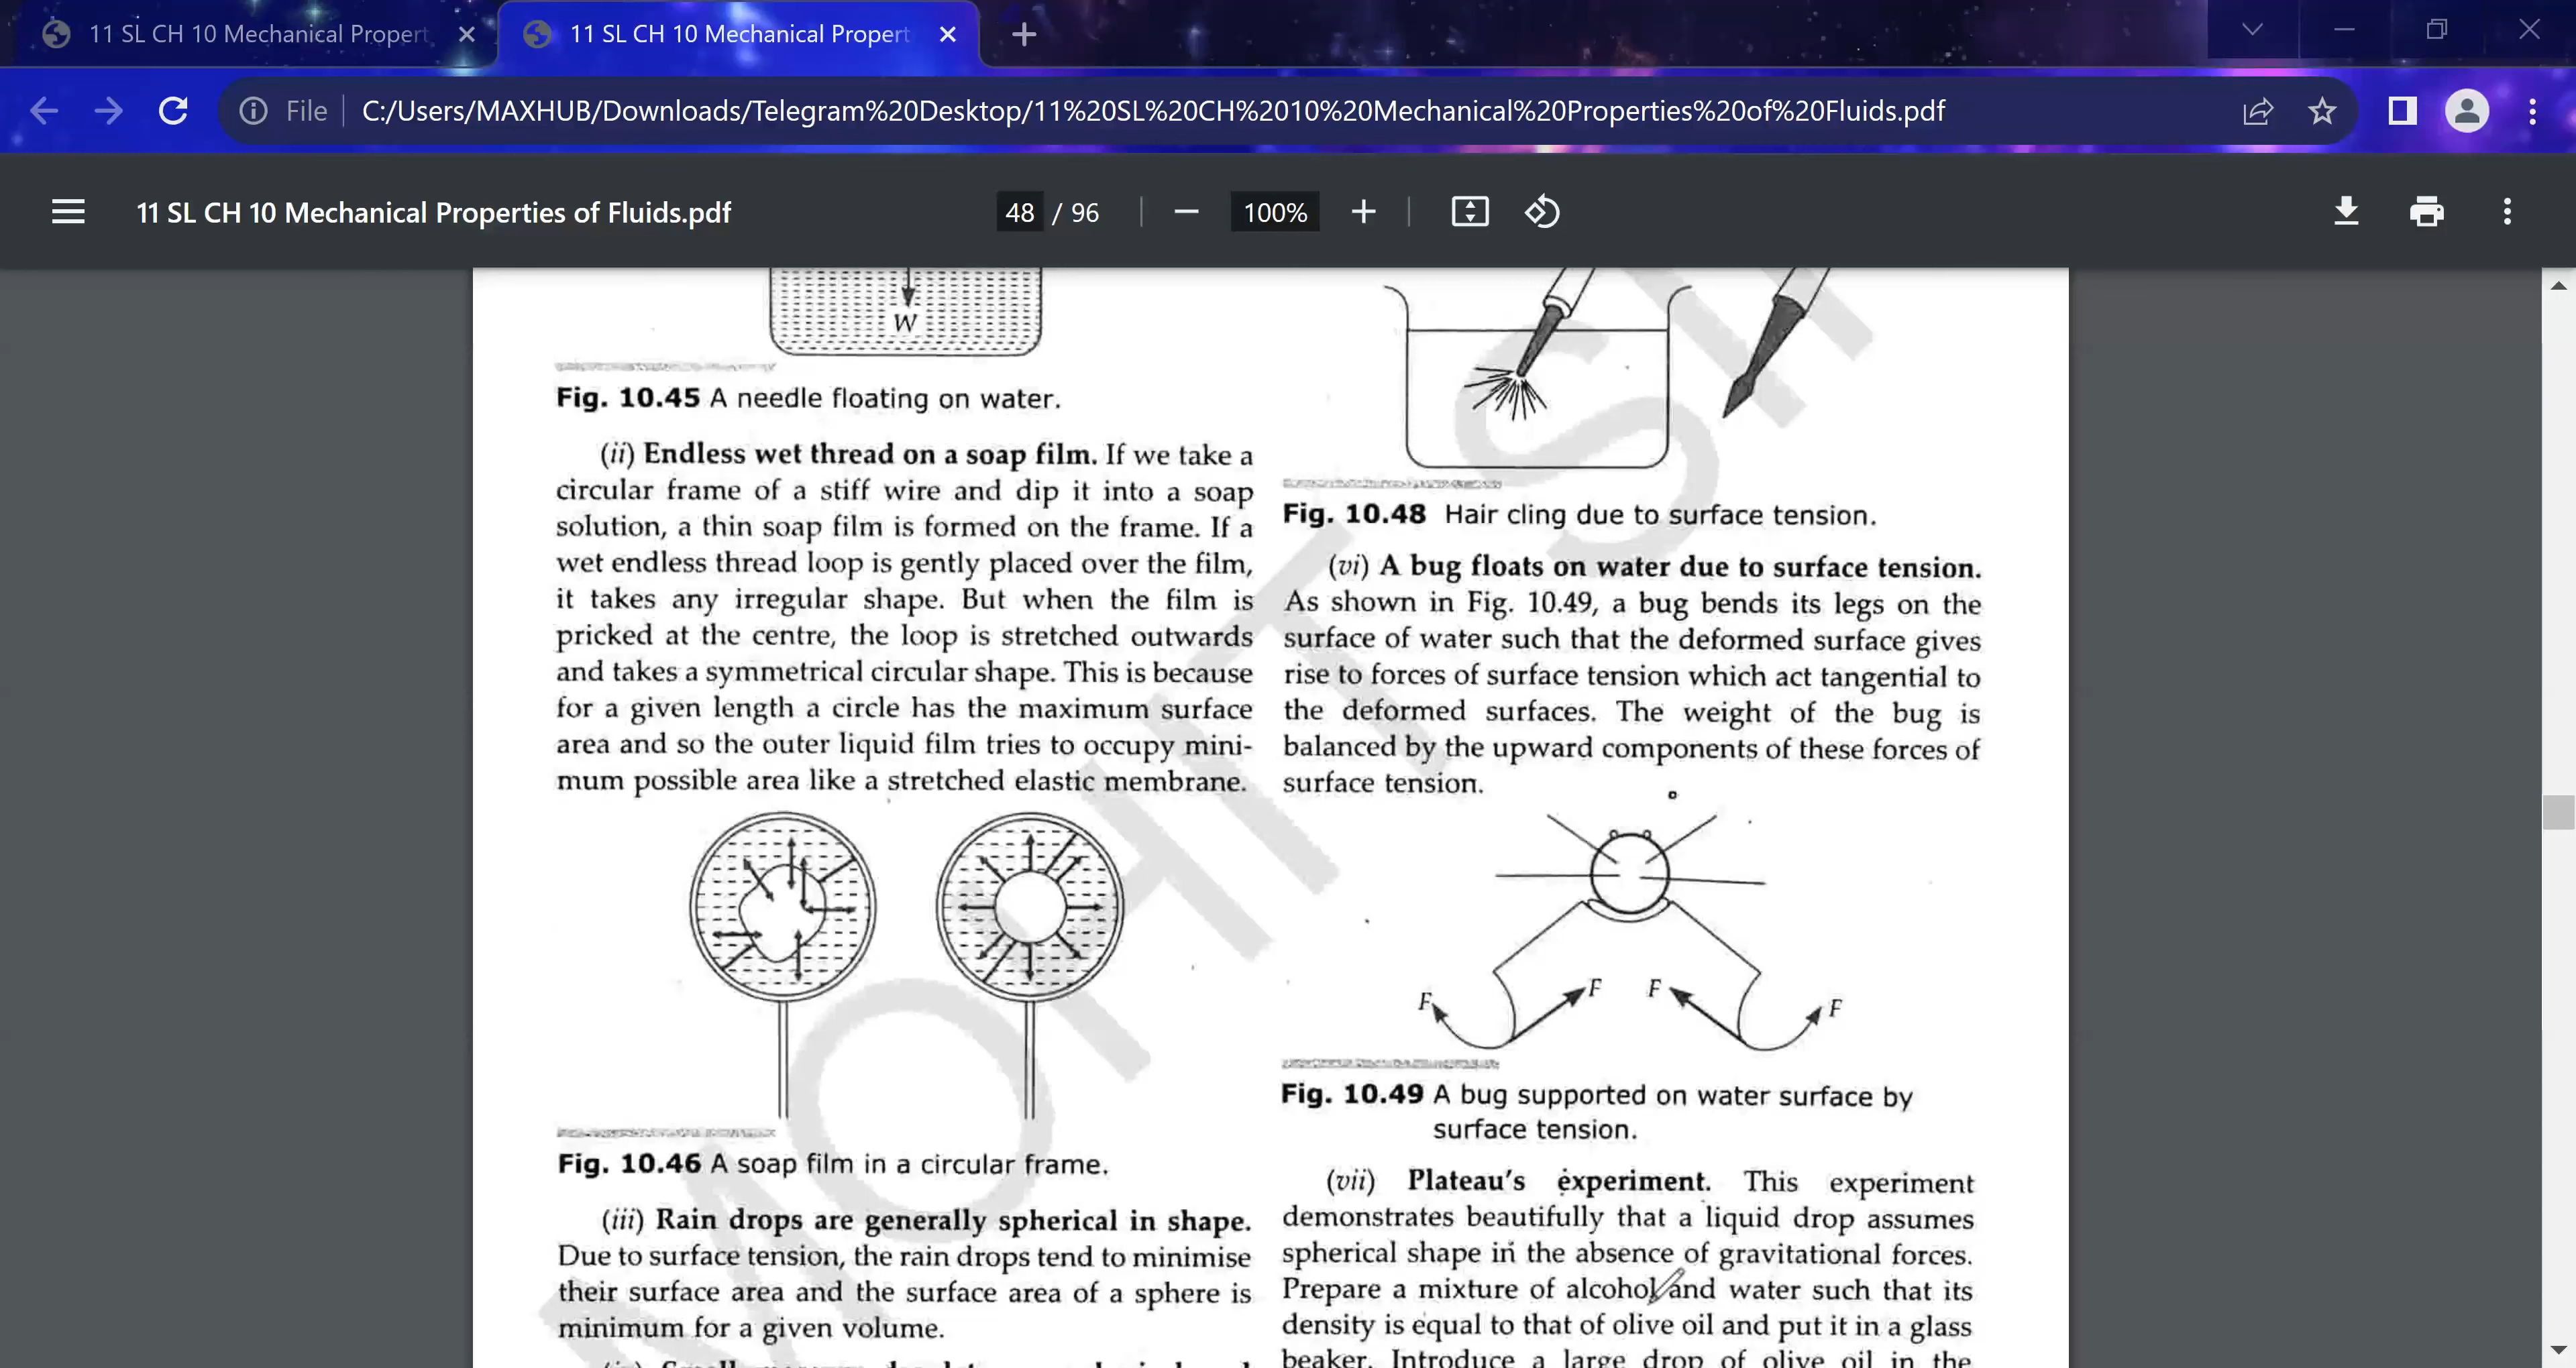 11 SL CH 10 Mechanical Propert
11 SL CH 10 Mechanical Propert
File
C:/Users/MAXHUB/Downloads/Telegram%20Desktop/11%20SL%20CH%2010%20Mechanical%20Properties%20of%20Fluids.pdf
11 SL CH 10 Mechanical Properties of Fluids.pdf
48 / 96
100%
W
Fig. 10.45 A needle floating on water.
(ii) Endless wet thread on a soap film. If we take a
circular frame of a stiff wire and dip it into a soap
solution, a thin soap film is formed on the frame. If a
wet endless thread loop is gently placed over the film,
it takes any irregular shape. But when the film is
pricked at the centre, the loop is stretched outwards
and takes a symmetrical circular shape. This is because
for a given length a circle has the maximum surface
area and so the outer liquid film tries to occupy mini-
mum possible area like a stretched elastic membrane.
Fig. 10.46 A soap film in a circular frame.
(iii) Rain drops are generally spherical in shape.
Due to surface tension, the rain drops tend to minimise
their surface area and the surface area of a sphere is
minimum for a given volume.
Fig. 10.48 Hair cling due to surface tension.
(vi) A bug floats on water due to surface tension.
As shown in Fig. 10.49, a bug bends its legs on the
surface of water such that the deformed surface gives
rise to forces of surface tension which act tangential to
the deformed surfaces. The weight of the bug is
balanced by the upward components of these forces of
surface tension.
F F F F
Fig. 10.49 A bug supported on water surface by
surface tension.
(vii) Plateau's experiment. This experiment
demonstrates beautifully that a liquid drop assumes
spherical shape in the absence of gravitational forces.
Prepare a mixture of alcohol and water such that its
density is equal to that of olive oil and put it in a glass
beaker. Introduce a large drop of olive oil in the
MOHIT SH